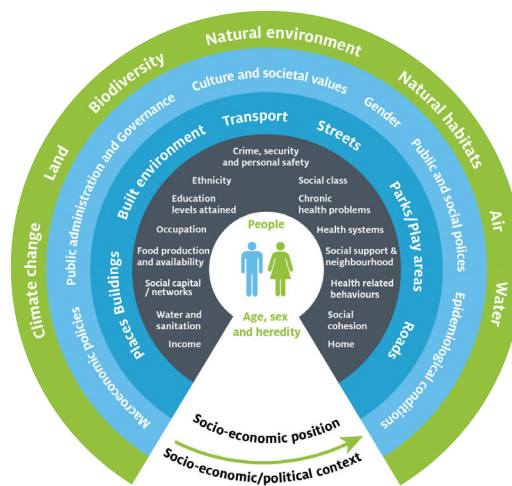 Natural environment
Biodiversity
Natural habitats
Land
Air
Climate change
Water
Culture and societal values
Gender
Public administration and Governance
Public and social polices
Macroeconomic policies
Epidemiological conditions
Transport
Built environment
Streets
Parks/Play areas
Places Buildings
Roads
Crime, security
and personal safety
Ethnicity
Social class
Education
levels attained
Chronic
health problems
Occupation
Health systems
Food production
and availability
Social support &
neighbourhood
Social capital
/ networks
Health related
behaviours
Water and
sanitation
Social
cohesion
Income
Home
People
Age, sex
and heredity
Socio-economic position
Socio-economic/political context